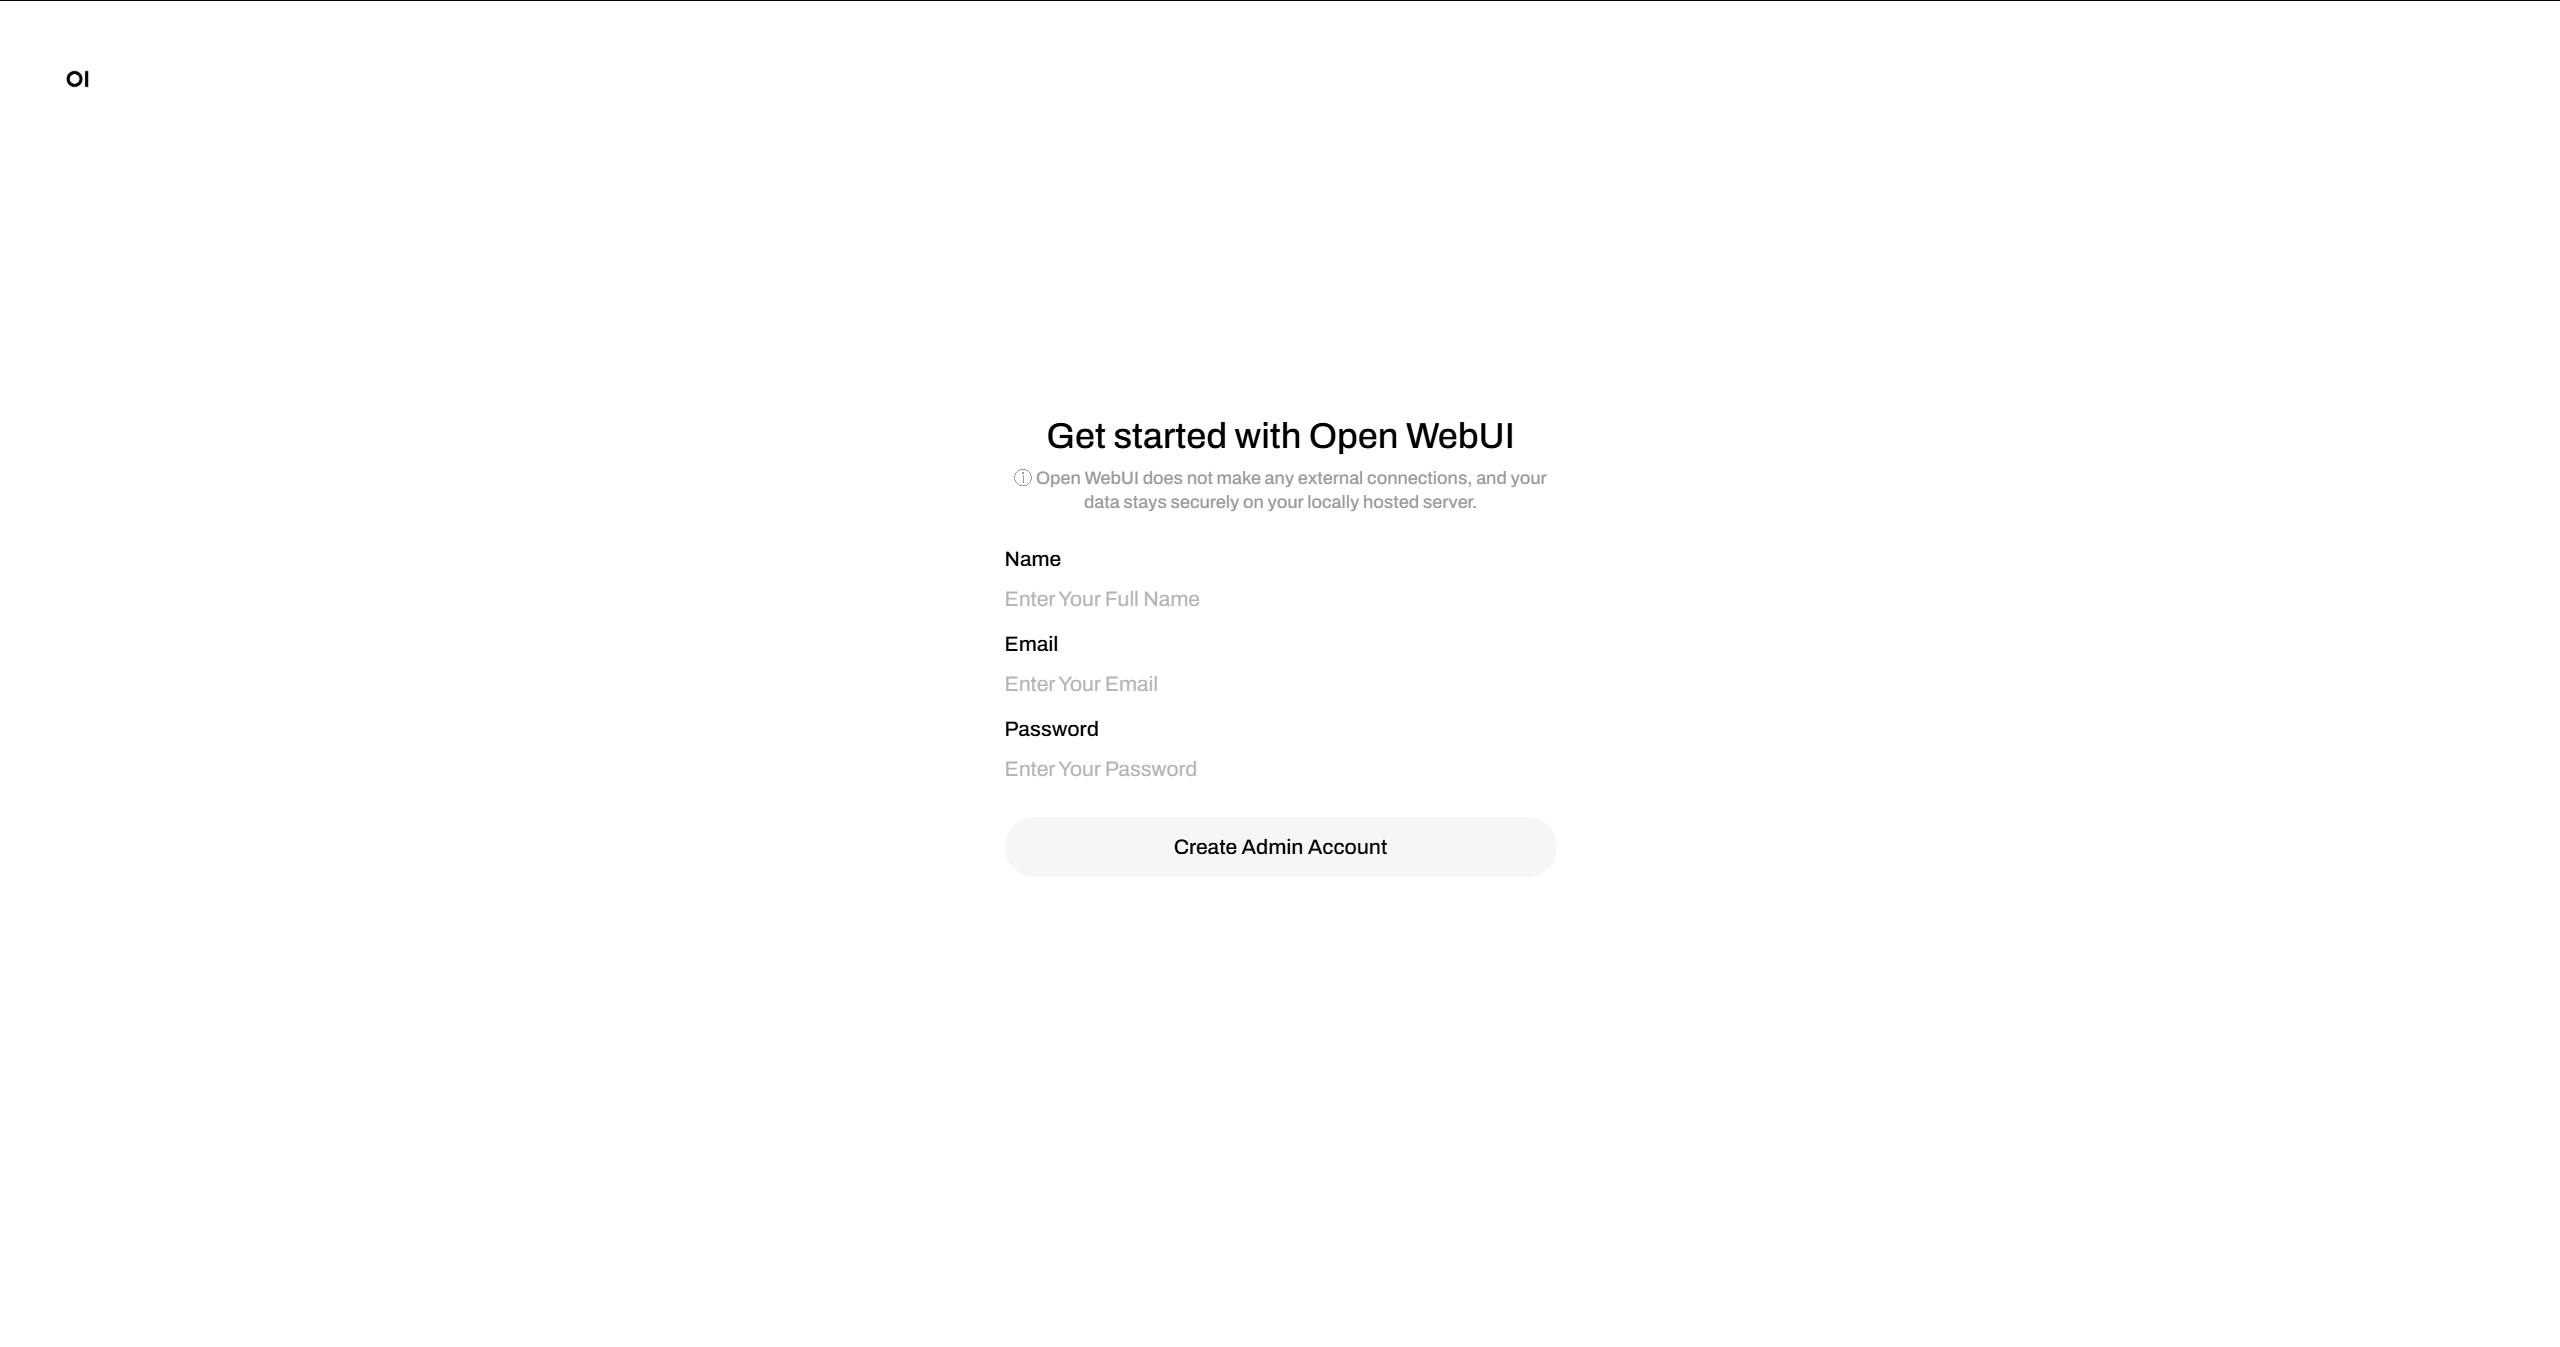 OI
Get started with Open WebUI
ⓘ Open WebUI does not make any external connections, and your
data stays securely on your locally hosted server.
Name
Enter Your Full Name
Email
Enter Your Email
Password
Enter Your Password
Create Admin Account